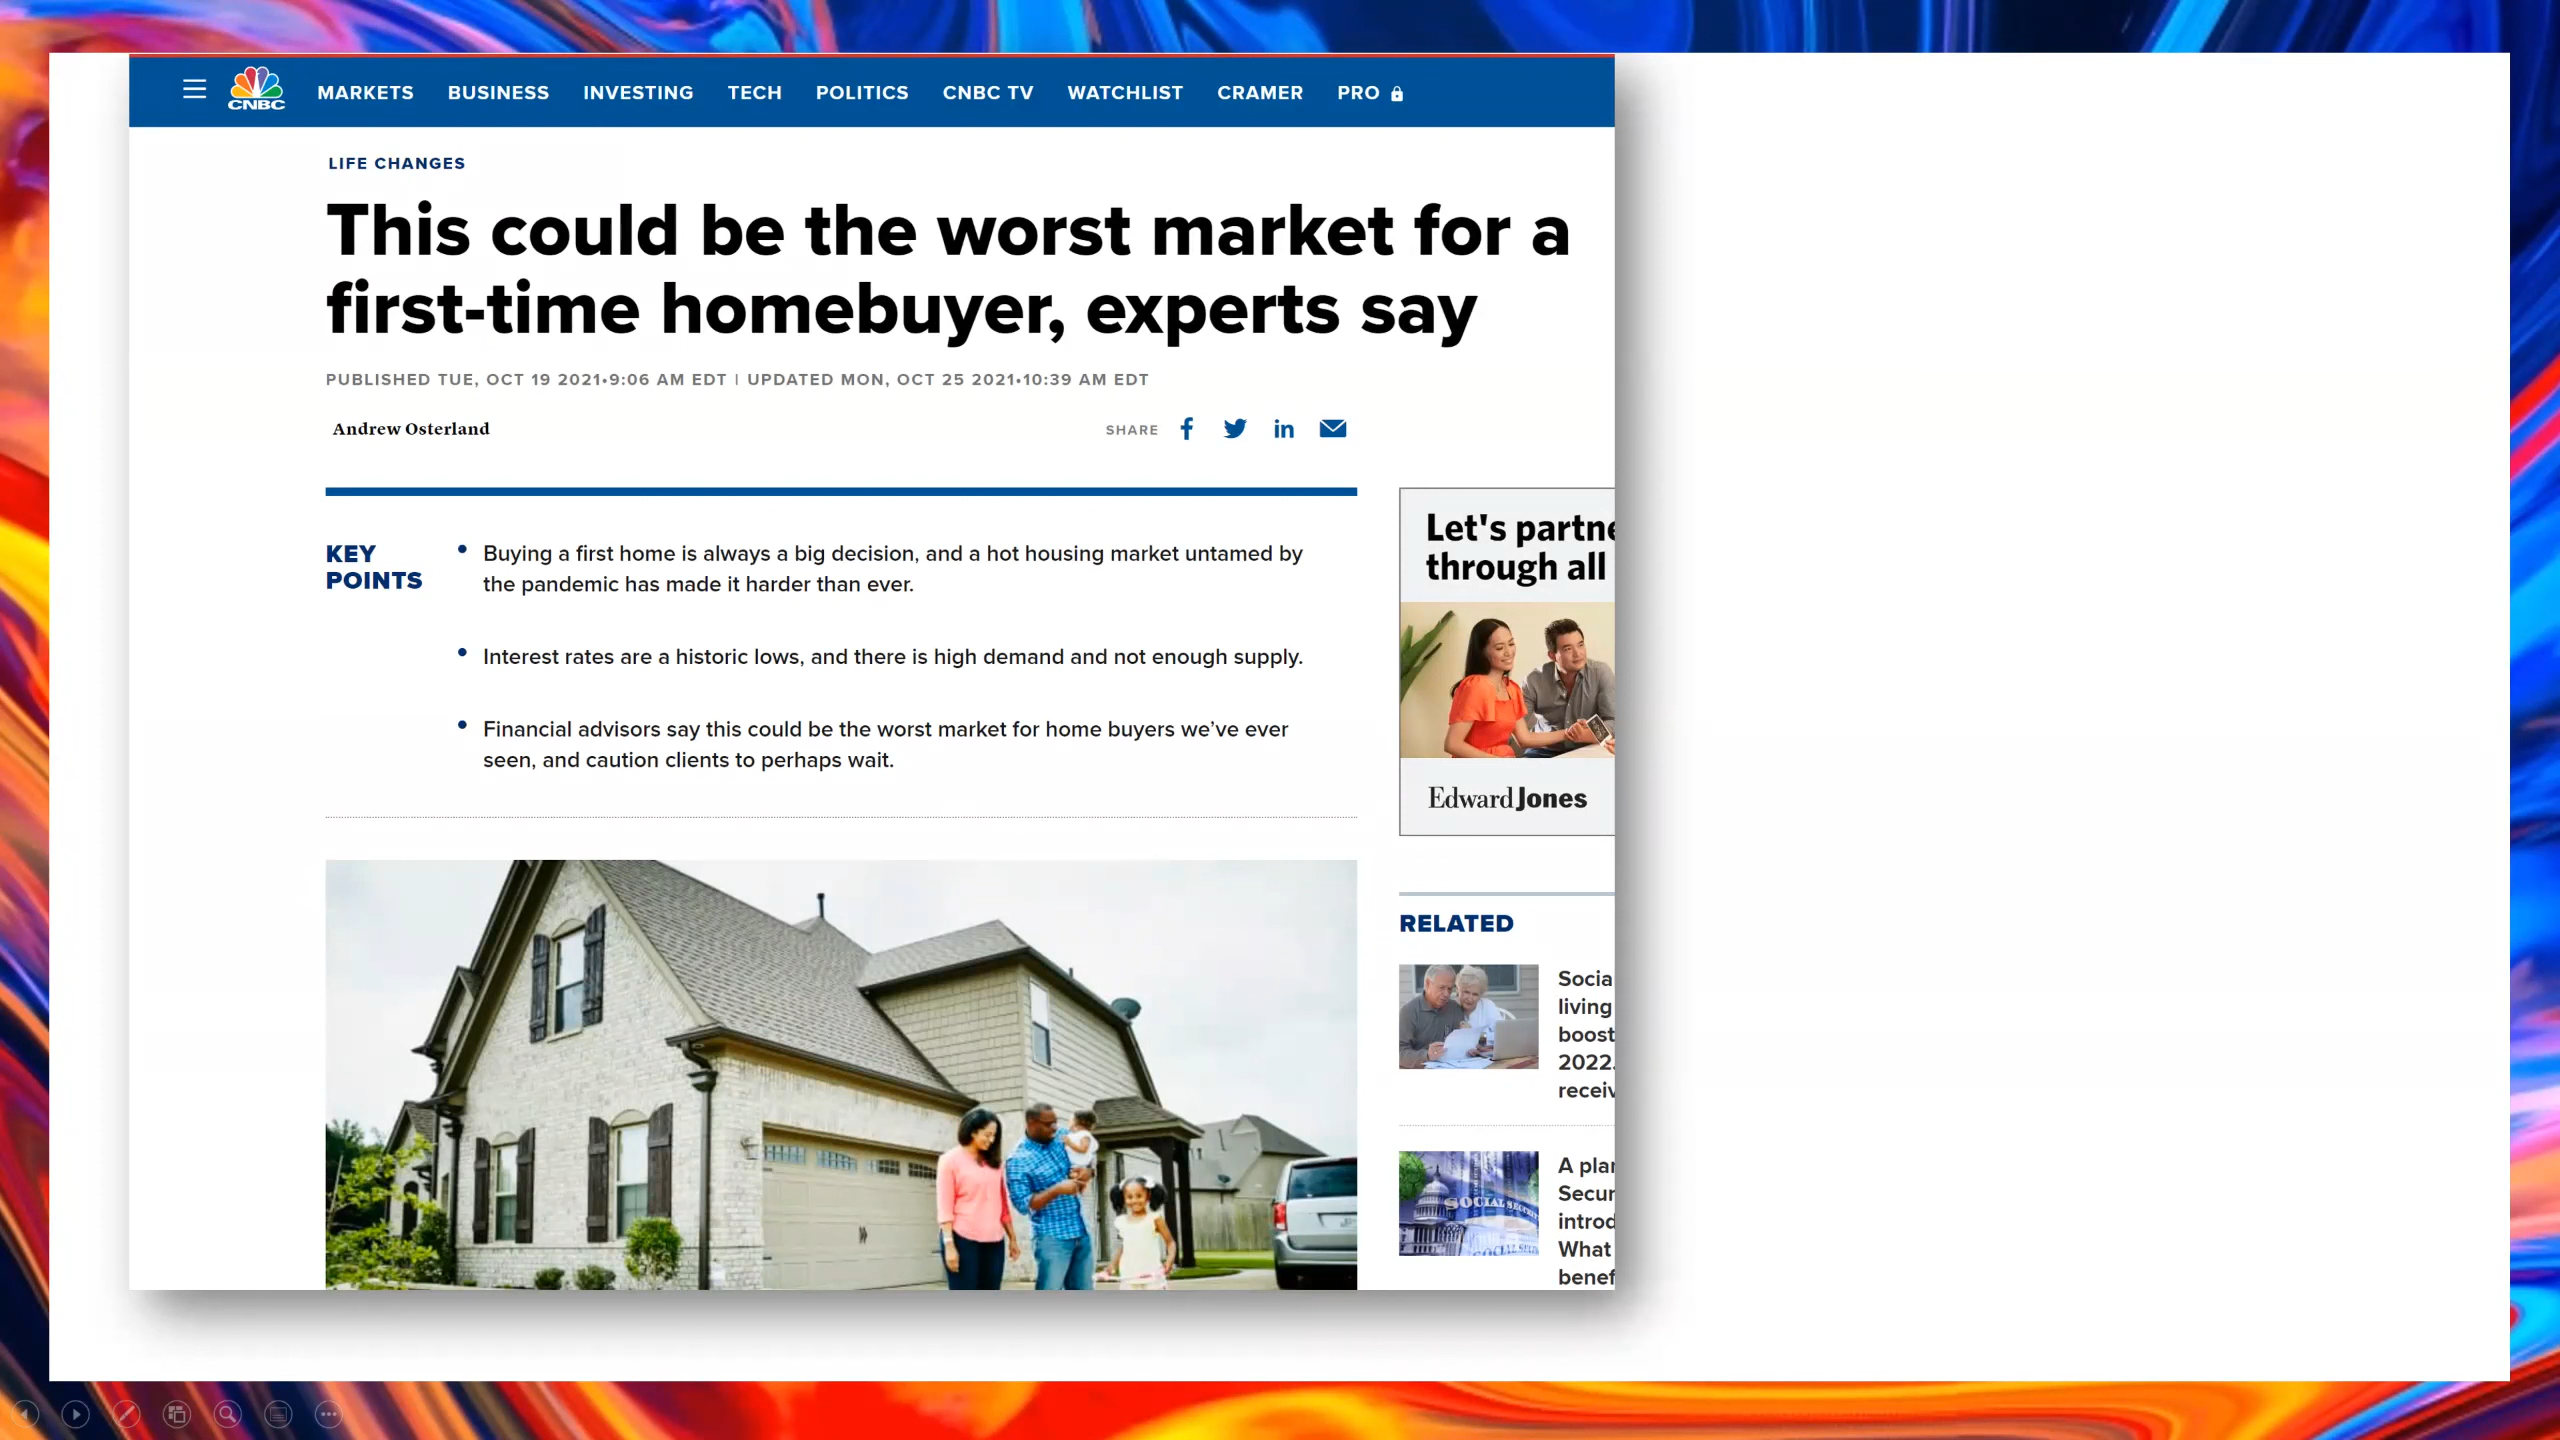 CNBC
MARKETS BUSINESS INVESTING TECH POLITICS CNBC TV WATCHLIST CRAMER PRO
LIFE CHANGES
This could be the worst market for a
first-time homebuyer, experts say
PUBLISHED TUE, OCT 19 2021•9:06 AM EDT | UPDATED MON, OCT 25 2021•10:39 AM EDT
Andrew Osterland
SHARE
KEY
POINTS
• Buying a first home is always a big decision, and a hot housing market untamed by
the pandemic has made it harder than ever.
• Interest rates are a historic lows, and there is high demand and not enough supply.
• Financial advisors say this could be the worst market for home buyers we’ve ever
seen, and caution clients to perhaps wait.
Let's partne
through all
Edward Jones
RELATED
Socia
living
boost
2022.
receiv
SOCIAL SECURITY
A plan
Secur
introd
What
benef